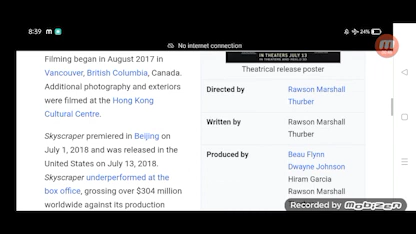 8:39
24%
No internet connection
Filming began in August 2017 in
Vancouver, British Columbia, Canada.
Additional photography and exteriors
were filmed at the Hong Kong
Cultural Centre.
Skyscraper premiered in Beijing on
July 1, 2018 and was released in the
United States on July 13, 2018.
Skyscraper underperformed at the
box office, grossing over $304 million
worldwide against its production
IN THEATERS JULY 13
Theatrical release poster
Directed by
Rawson Marshall
Thurber
Written by
Rawson Marshall
Thurber
Produced by
Beau Flynn
Dwayne Johnson
Hiram Garcia
Rawson Marshall
Recorded by
Mobizen